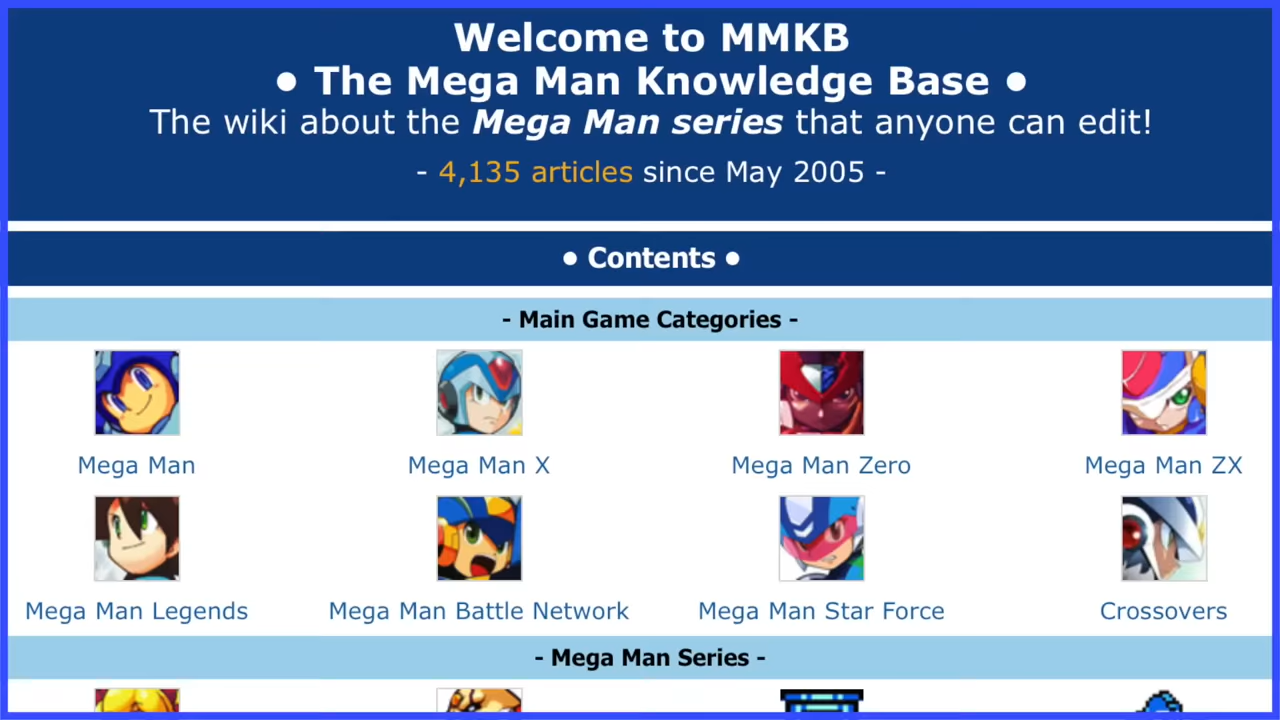 Welcome to MMKB
● The Mega Man Knowledge Base ●
The wiki about the Mega Man series that anyone can edit!
- 4,135 articles since May 2005 -
● Contents ●
- Main Game Categories -
Mega Man
Mega Man X
Mega Man Zero
Mega Man ZX
Mega Man Legends
Mega Man Battle Network
Mega Man Star Force
Crossovers
- Mega Man Series -